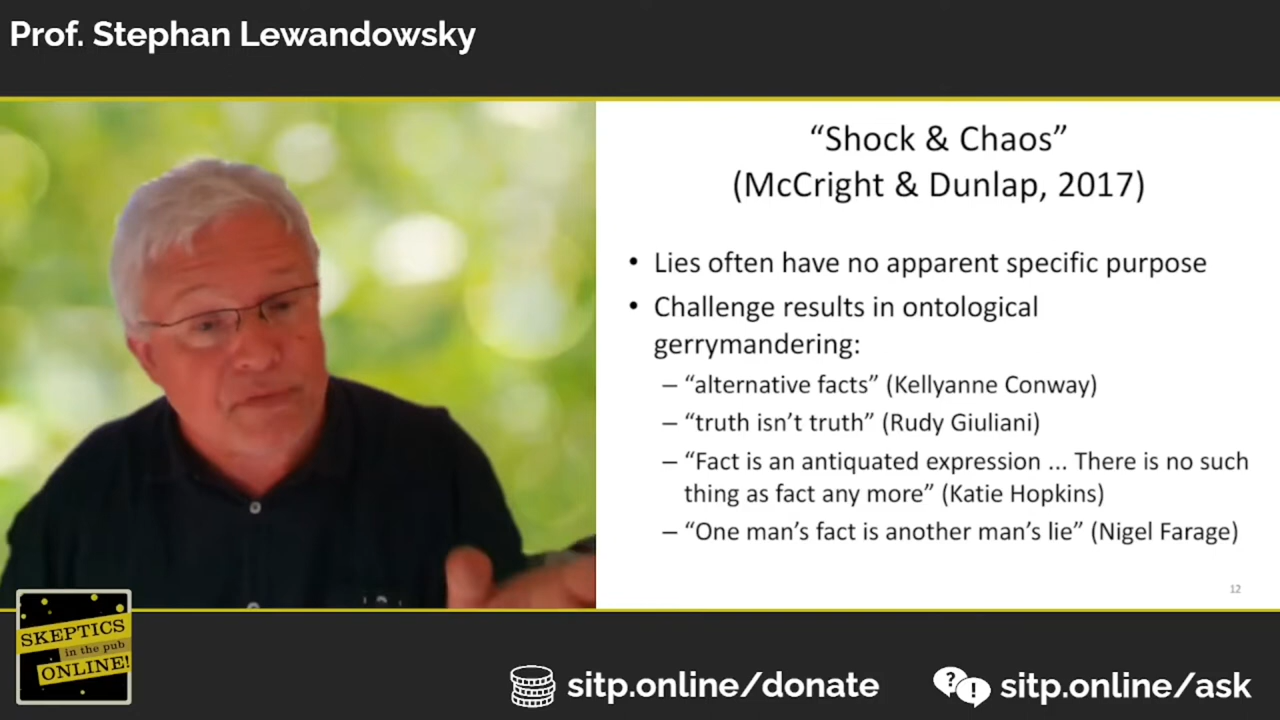 Prof. Stephan Lewandowsky
“Shock & Chaos”
(McCright & Dunlap, 2017)
• Lies often have no apparent specific purpose
• Challenge results in ontological
gerrymandering:
– “alternative facts” (Kellyanne Conway)
– “truth isn’t truth” (Rudy Giuliani)
– “Fact is an antiquated expression ... There is no such
thing as fact any more” (Katie Hopkins)
– “One man’s fact is another man’s lie” (Nigel Farage)
12
SKEPTICS
in the pub
ONLINE!
sitp.online/donate
?!
sitp.online/ask